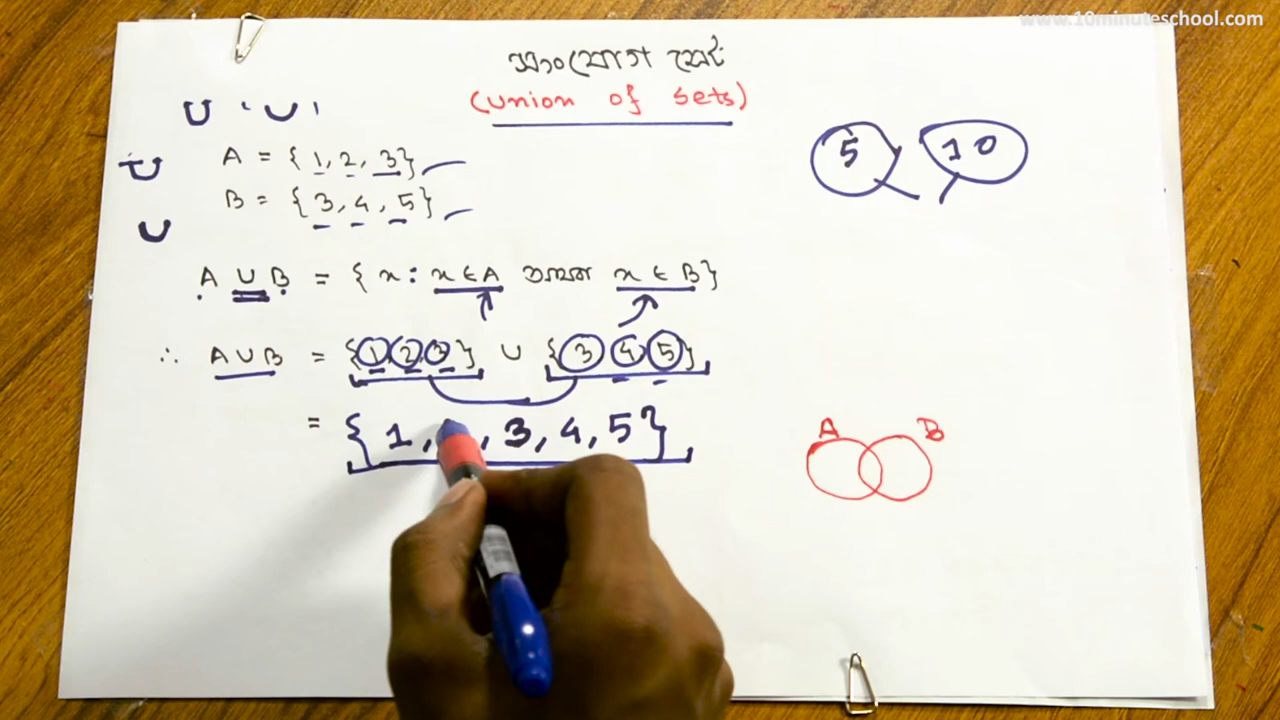 www.10minuteschool.com
সংযোগ সেট
(union of sets)
∪ ' ∪ '
A = { 1, 2, 3}
B = { 3, 4, 5}
∪
∪
5
10
A ∪ B = { x : x ∈ A অথবা x ∈ B}
∴ A ∪ B = {1, 2, 3} ∪ {3, 4, 5}
= { 1, , 3, 4, 5}
A B